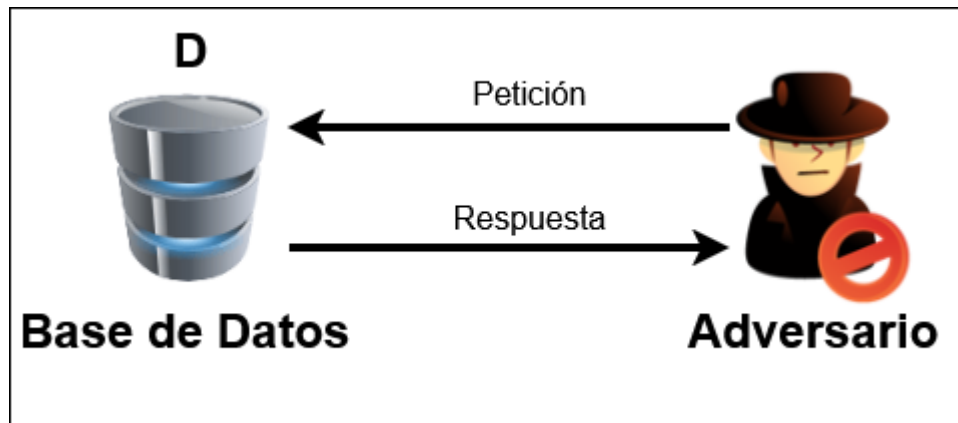 D
Petición
Respuesta
Base de Datos
Adversario